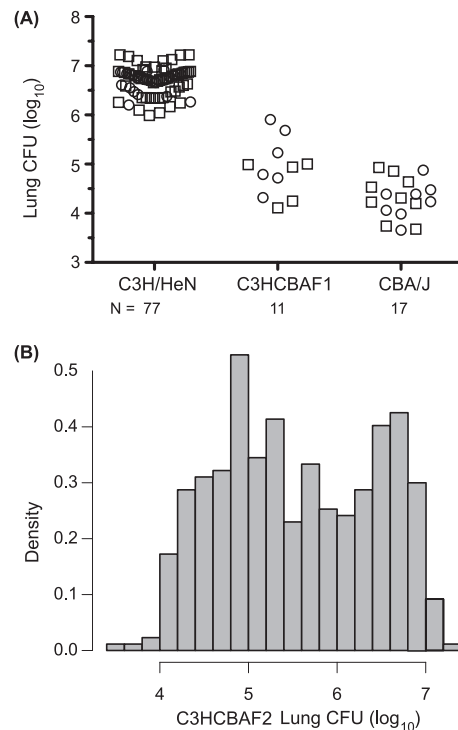 (A)
Lung CFU (log10)
8
7
6
5
4
3
C3H/HeN C3HCBAF1 CBA/J
N = 77 11 17
(B)
Density
0.5
0.4
0.3
0.2
0.1
0.0
4 5 6 7
C3HCBAF2 Lung CFU (log10)